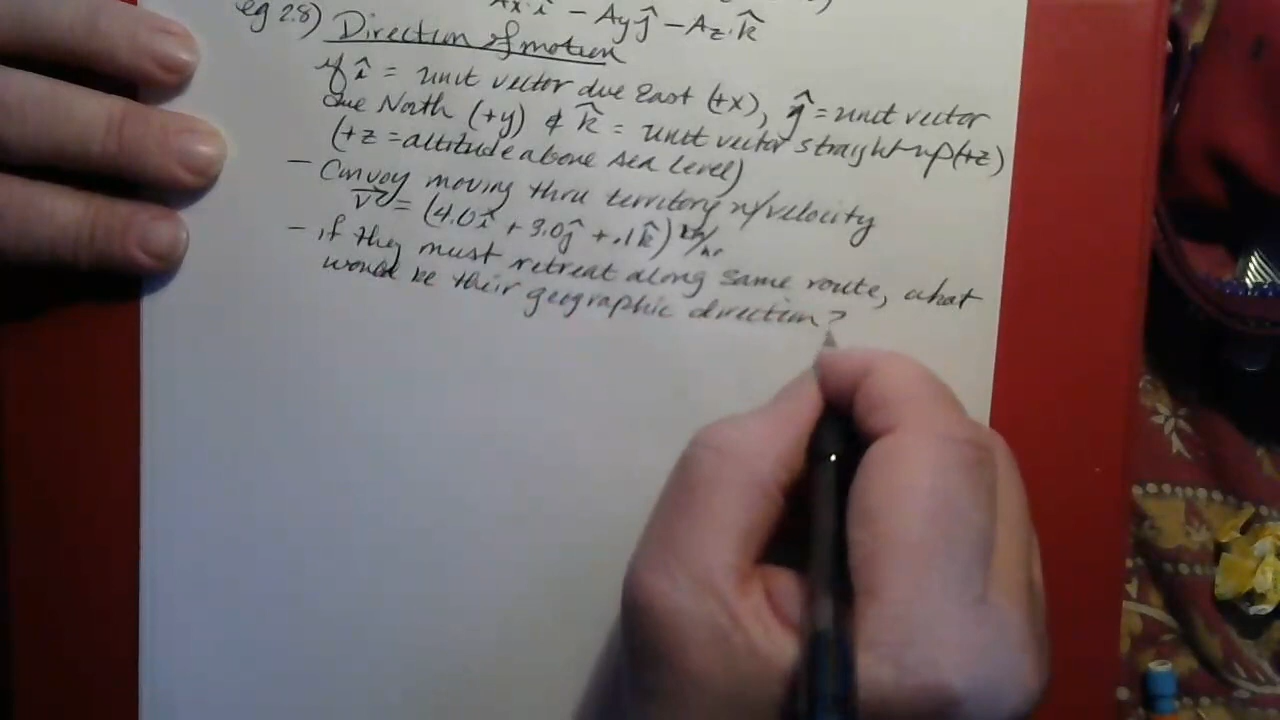 Ax î - Ay ĵ - Az k̂
eg 2.8) Direction of motion
if î = unit vector due East (+x), ĵ = unit vector
due North (+y) & k̂ = unit vector straight up (+z)
(+z = altitude above sea level)
- Convoy moving thru territory w/velocity
vc = (4.0î + 3.0ĵ + .1k̂) km/hr
- if they must retreat along same route, what
would be their geographic direction?